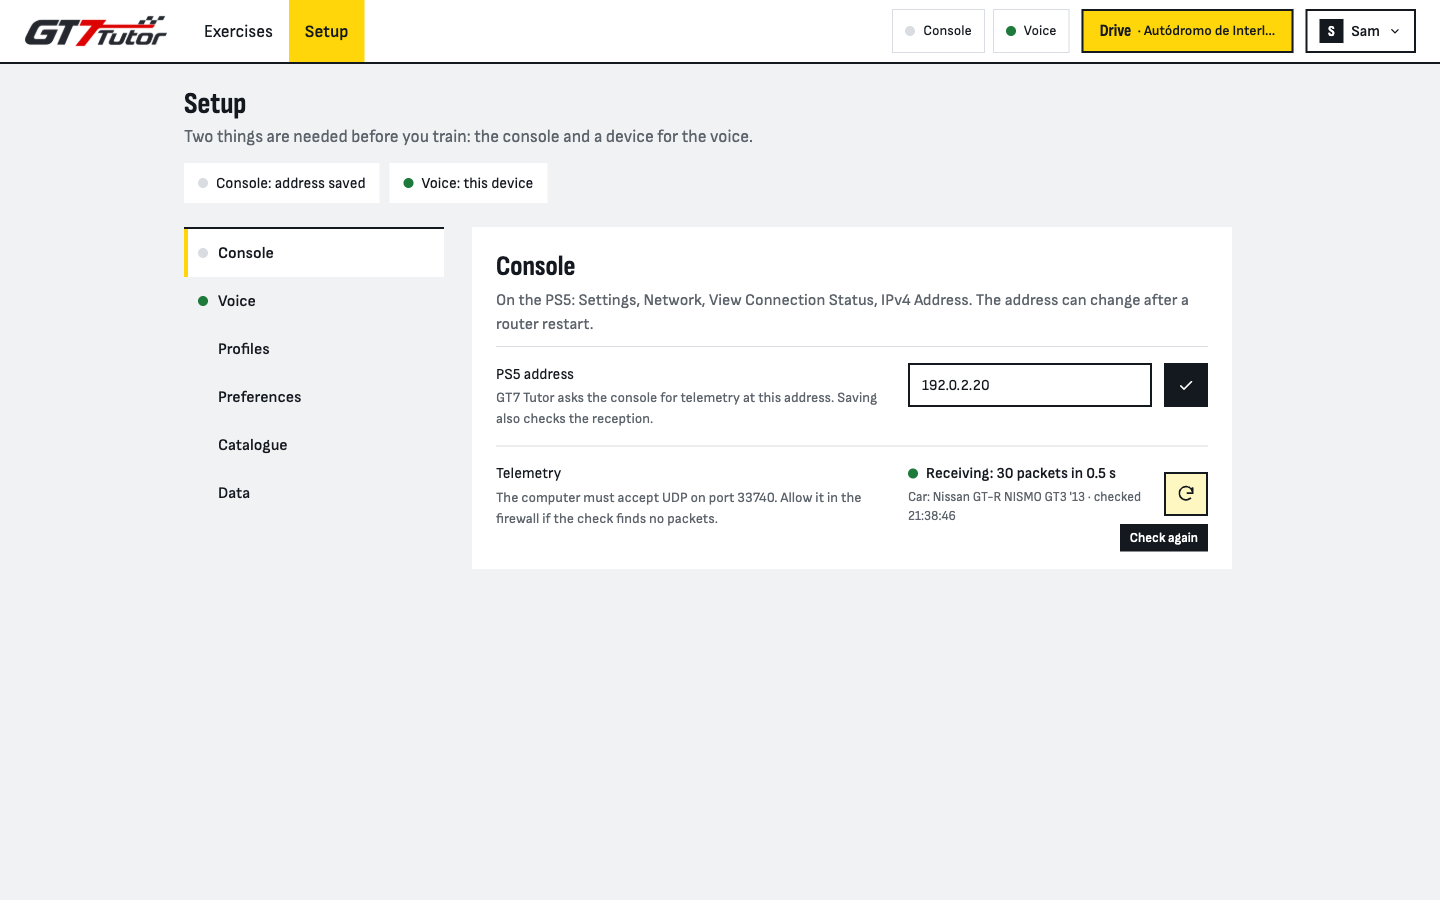 GT7 Tutor
Exercises
Setup
Console
Voice
Drive · Autódromo de Interl...
S
Sam
Setup
Two things are needed before you train: the console and a device for the voice.
Console: address saved
Voice: this device
Console
Voice
Profiles
Preferences
Catalogue
Data
Console
On the PS5: Settings, Network, View Connection Status, IPv4 Address. The address can change after a
router restart.
PS5 address
GT7 Tutor asks the console for telemetry at this address. Saving
also checks the reception.
192.0.2.20
Telemetry
The computer must accept UDP on port 33740. Allow it in the
firewall if the check finds no packets.
Receiving: 30 packets in 0.5 s
Car: Nissan GT-R NISMO GT3 '13 · checked
21:38:46
Check again